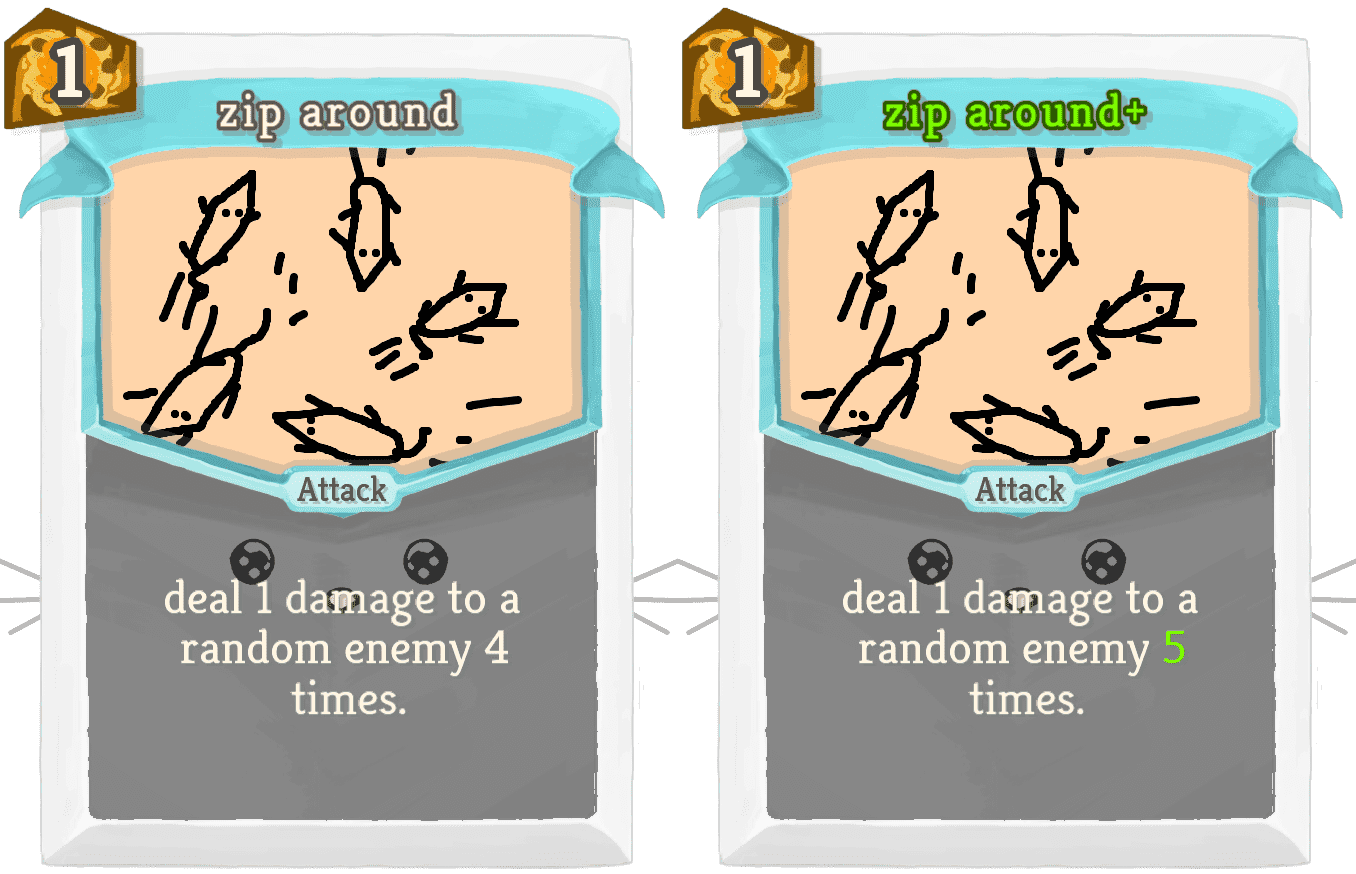 1
zip around
Attack
deal 1 damage to a
random enemy 4
times.
1
zip around+
Attack
deal 1 damage to a
random enemy 5
times.